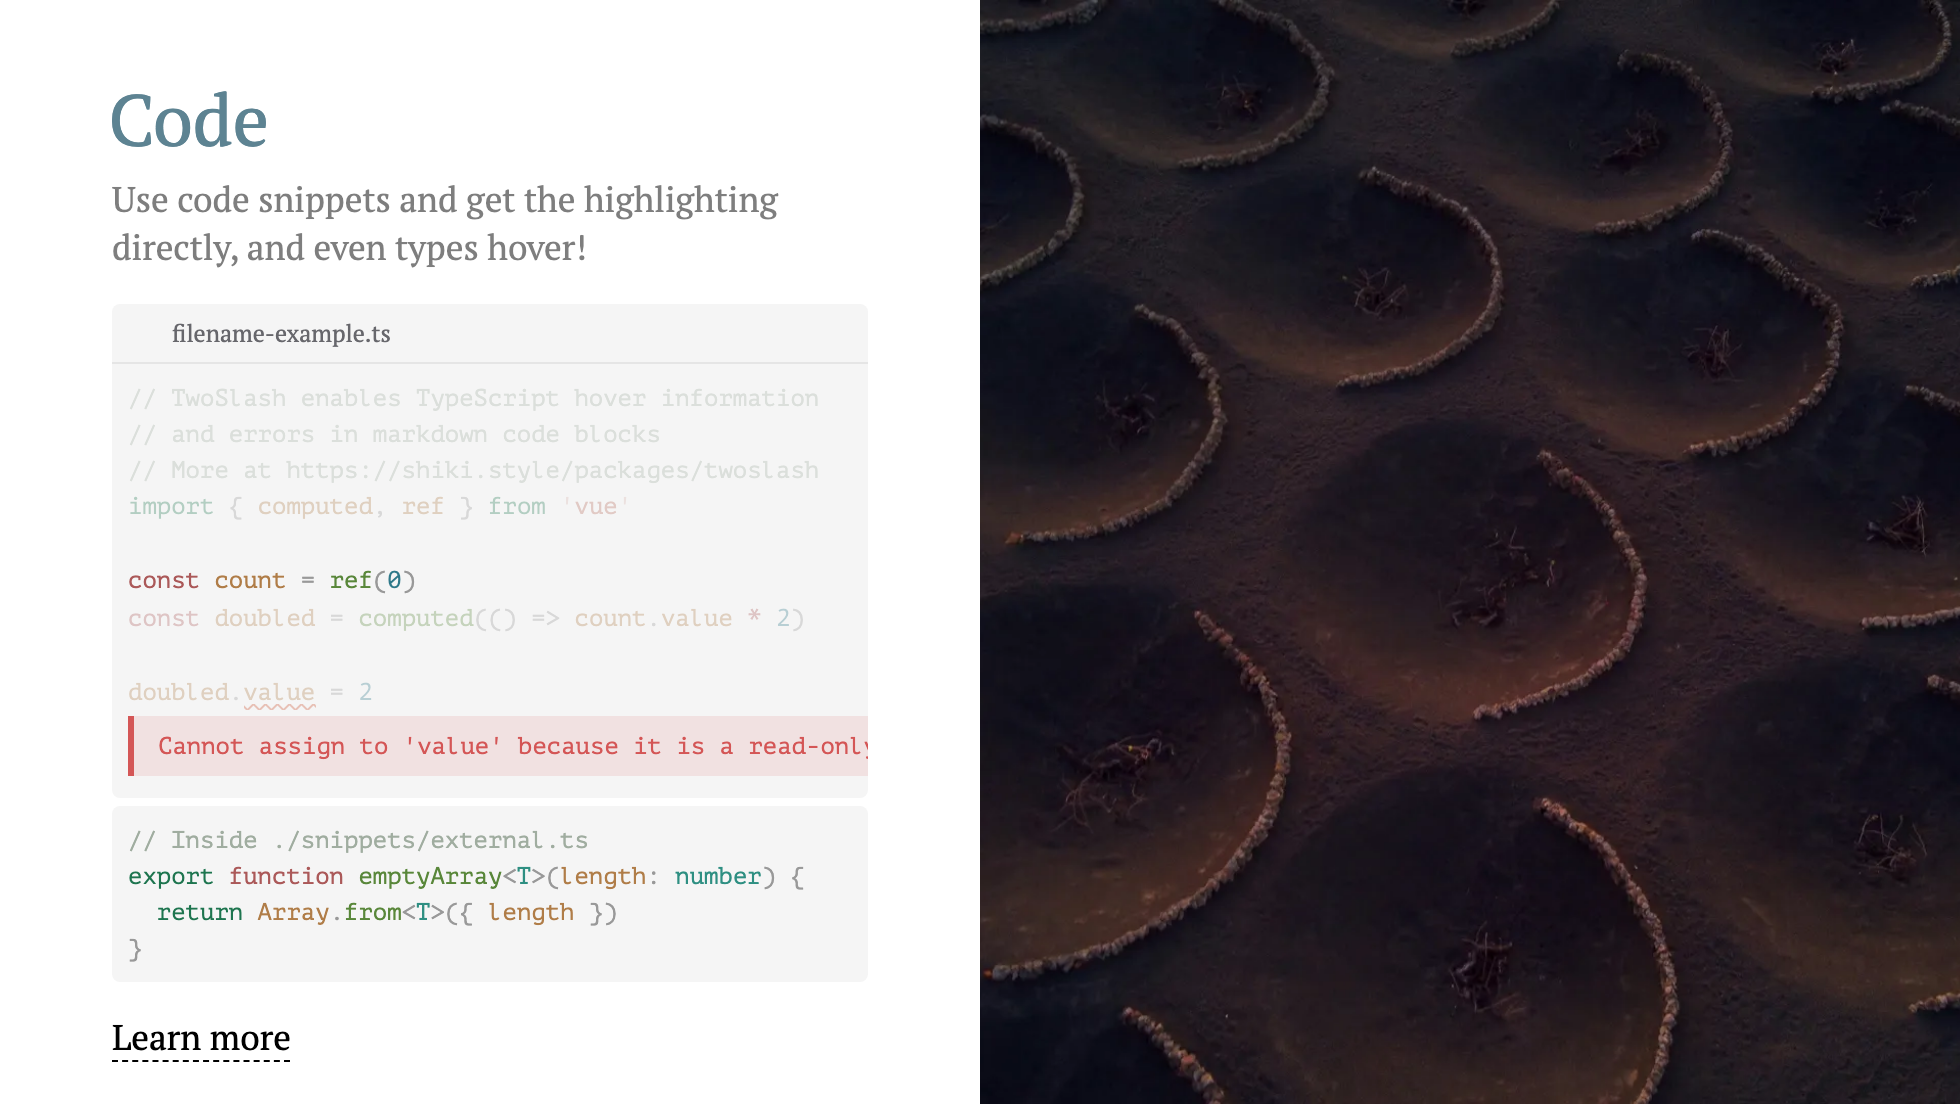 Code
Use code snippets and get the highlighting
directly, and even types hover!
filename-example.ts
// TwoSlash enables TypeScript hover information
// and errors in markdown code blocks
// More at https://shiki.style/packages/twoslash
import { computed, ref } from 'vue'
const count = ref(0)
const doubled = computed(() => count.value * 2)
doubled.value = 2
Cannot assign to 'value' because it is a read-only
// Inside ./snippets/external.ts
export function emptyArray<T>(length: number) {
  return Array.from<T>({ length })
}
Learn more